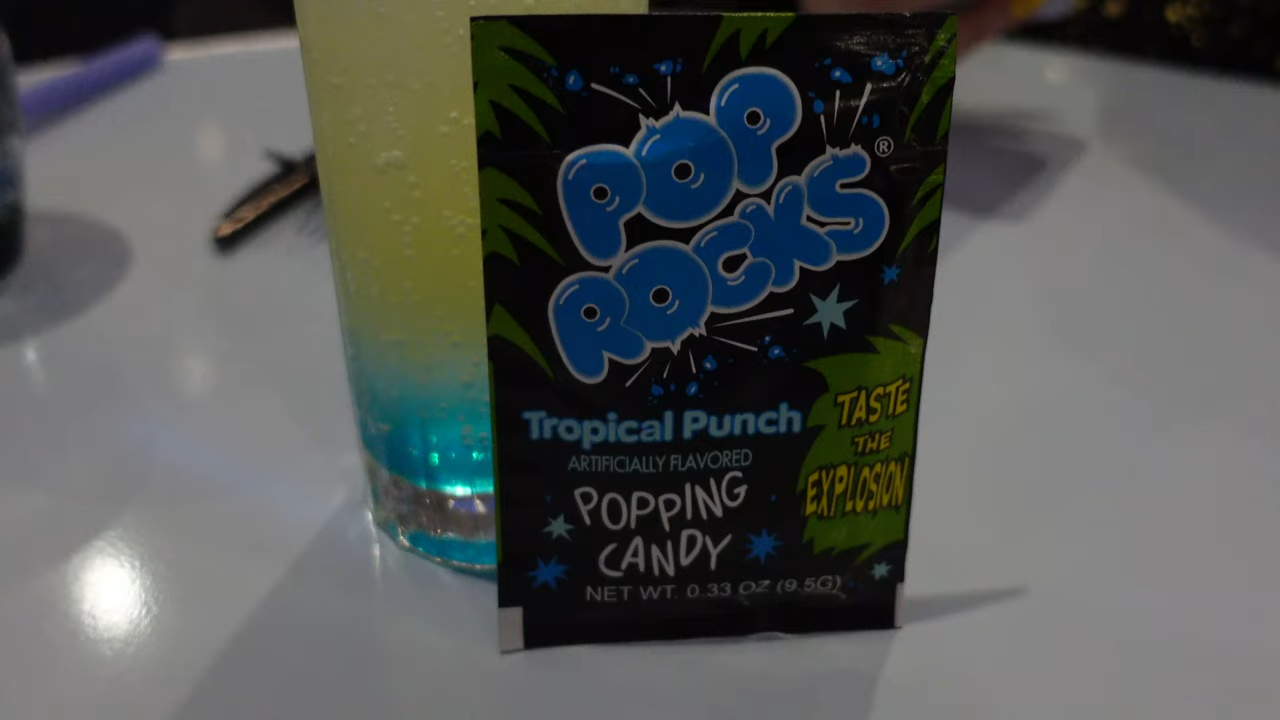 POP
ROCKS®
Tropical Punch
ARTIFICIALLY FLAVORED
POPPING
CANDY
NET WT. 0.33 OZ (9.5G)
TASTE
THE
EXPLOSION